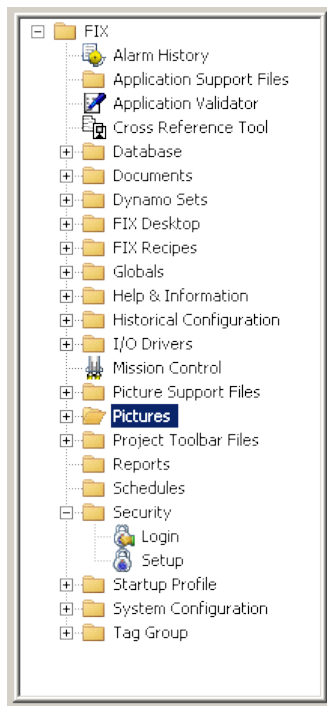 FIX
Alarm History
Application Support Files
Application Validator
Cross Reference Tool
Database
Documents
Dynamo Sets
FIX Desktop
FIX Recipes
Globals
Help & Information
Historical Configuration
I/O Drivers
Mission Control
Picture Support Files
Pictures
Project Toolbar Files
Reports
Schedules
Security
Login
Setup
Startup Profile
System Configuration
Tag Group